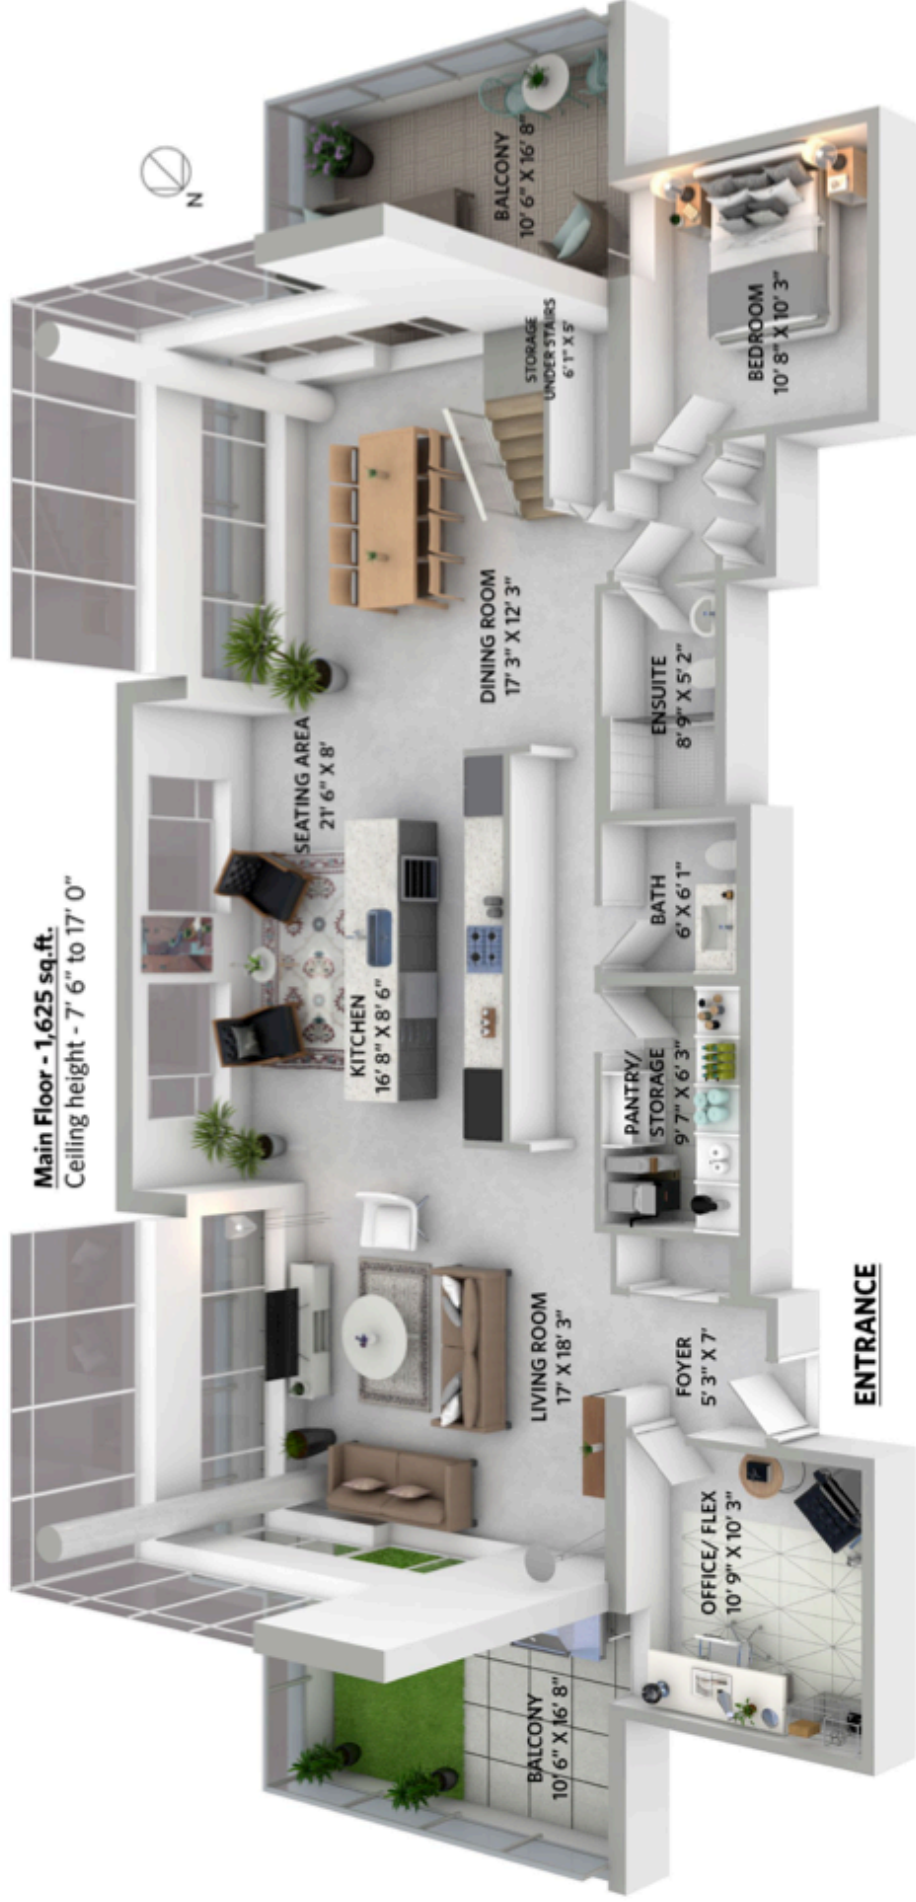 Main Floor - 1,625 sq.ft.
Ceiling height - 7' 6" to 17' 0"
N
BALCONY
10' 6" X 16' 8"
LIVING ROOM
17' X 18' 3"
KITCHEN
16' 8" X 8' 6"
SEATING AREA
21' 6" X 8'
DINING ROOM
17' 3" X 12' 3"
STORAGE
UNDER STAIRS
6' 1" X 5'
BALCONY
10' 6" X 16' 8"
OFFICE/ FLEX
10' 9" X 10' 3"
FOYER
5' 3" X 7'
PANTRY/
STORAGE
9' 7" X 6' 3"
BATH
6' X 6' 1"
ENSUITE
8' 9" X 5' 2"
BEDROOM
10' 8" X 10' 3"
ENTRANCE